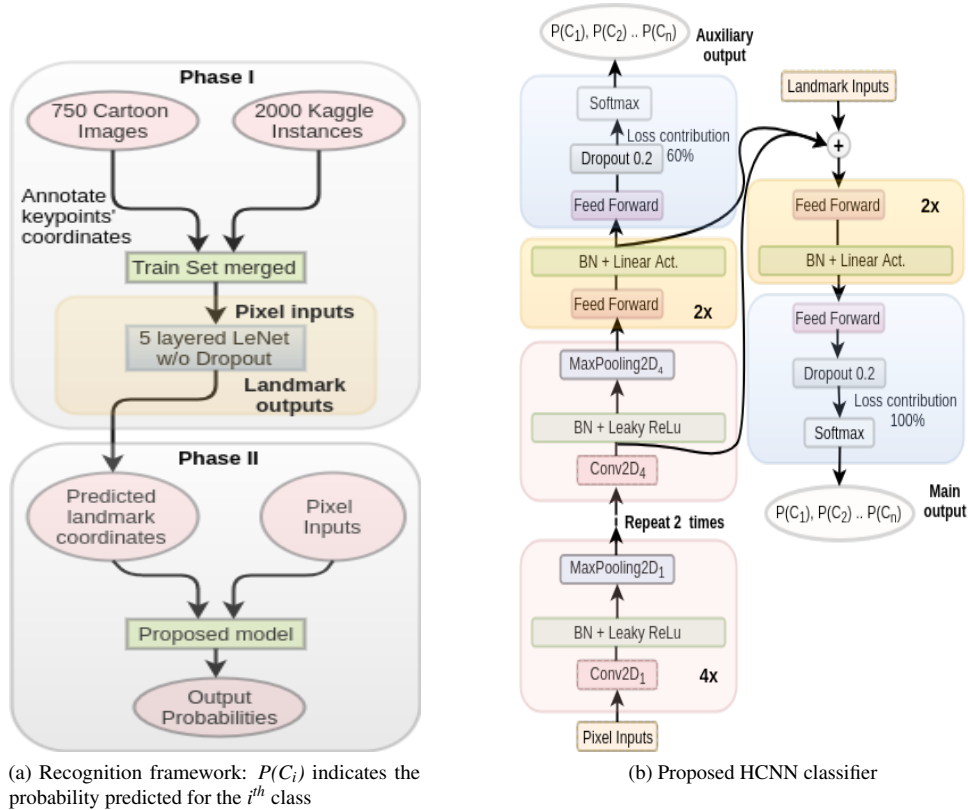 Phase I
750 Cartoon
Images
2000 Kaggle
Instances
Annotate
keypoints'
coordinates
Train Set merged
Pixel inputs
5 layered LeNet
w/o Dropout
Landmark
outputs
Phase II
Predicted
landmark
coordinates
Pixel
Inputs
Proposed model
Output
Probabilities
(a) Recognition framework: P(Ci) indicates the
probability predicted for the ith class
P(C1), P(C2) .. P(Cn)
Auxiliary
output
Softmax
Loss contribution
60%
Dropout 0.2
Feed Forward
BN + Linear Act.
Feed Forward
2x
MaxPooling2D4
BN + Leaky ReLu
Conv2D4
Repeat 2 times
MaxPooling2D1
BN + Leaky ReLu
Conv2D1
4x
Pixel Inputs
Landmark Inputs
+
Feed Forward
2x
BN + Linear Act.
Feed Forward
Dropout 0.2
Loss contribution
100%
Softmax
Main
output
P(C1), P(C2) .. P(Cn)
(b) Proposed HCNN classifier